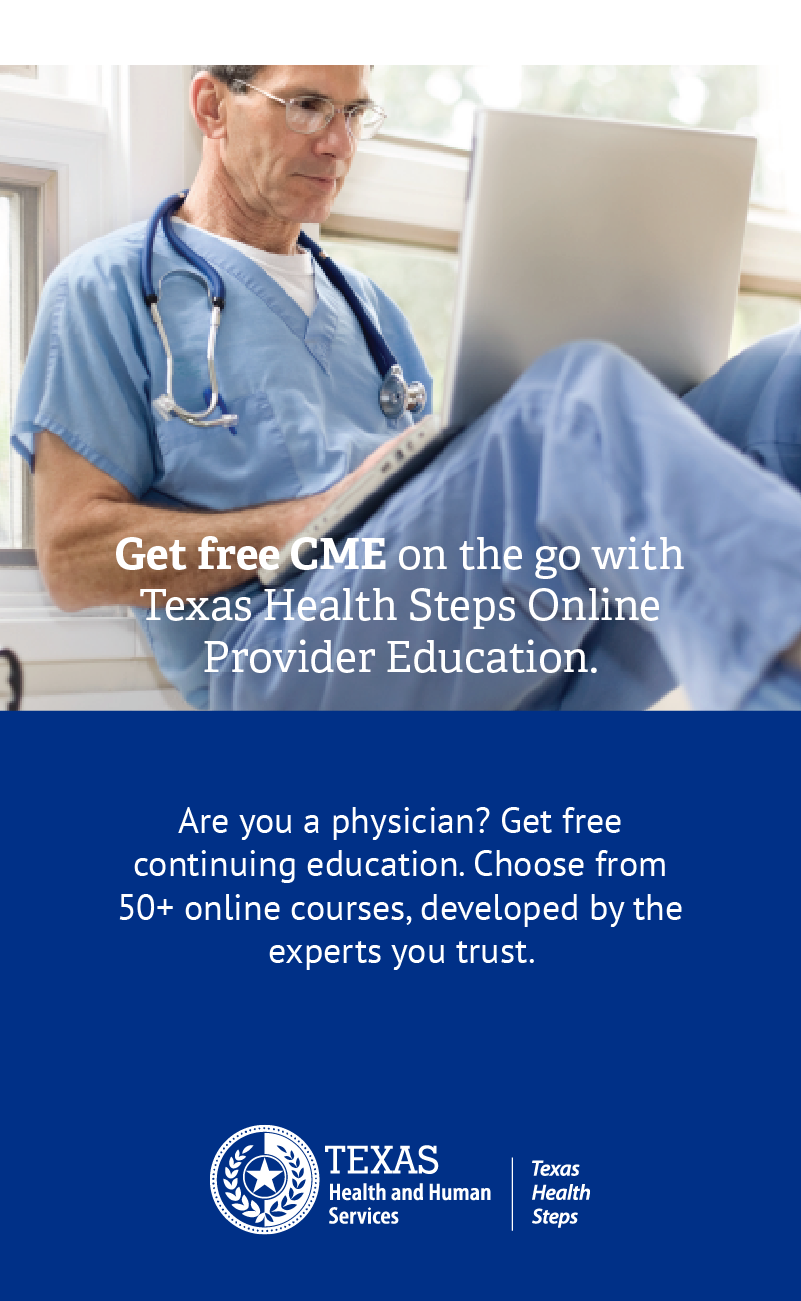 Get free CME on the go with
Texas Health Steps Online
Provider Education.
Are you a physician? Get free
continuing education. Choose from
50+ online courses, developed by the
experts you trust.
TEXAS
Health and Human
Services
Texas
Health
Steps